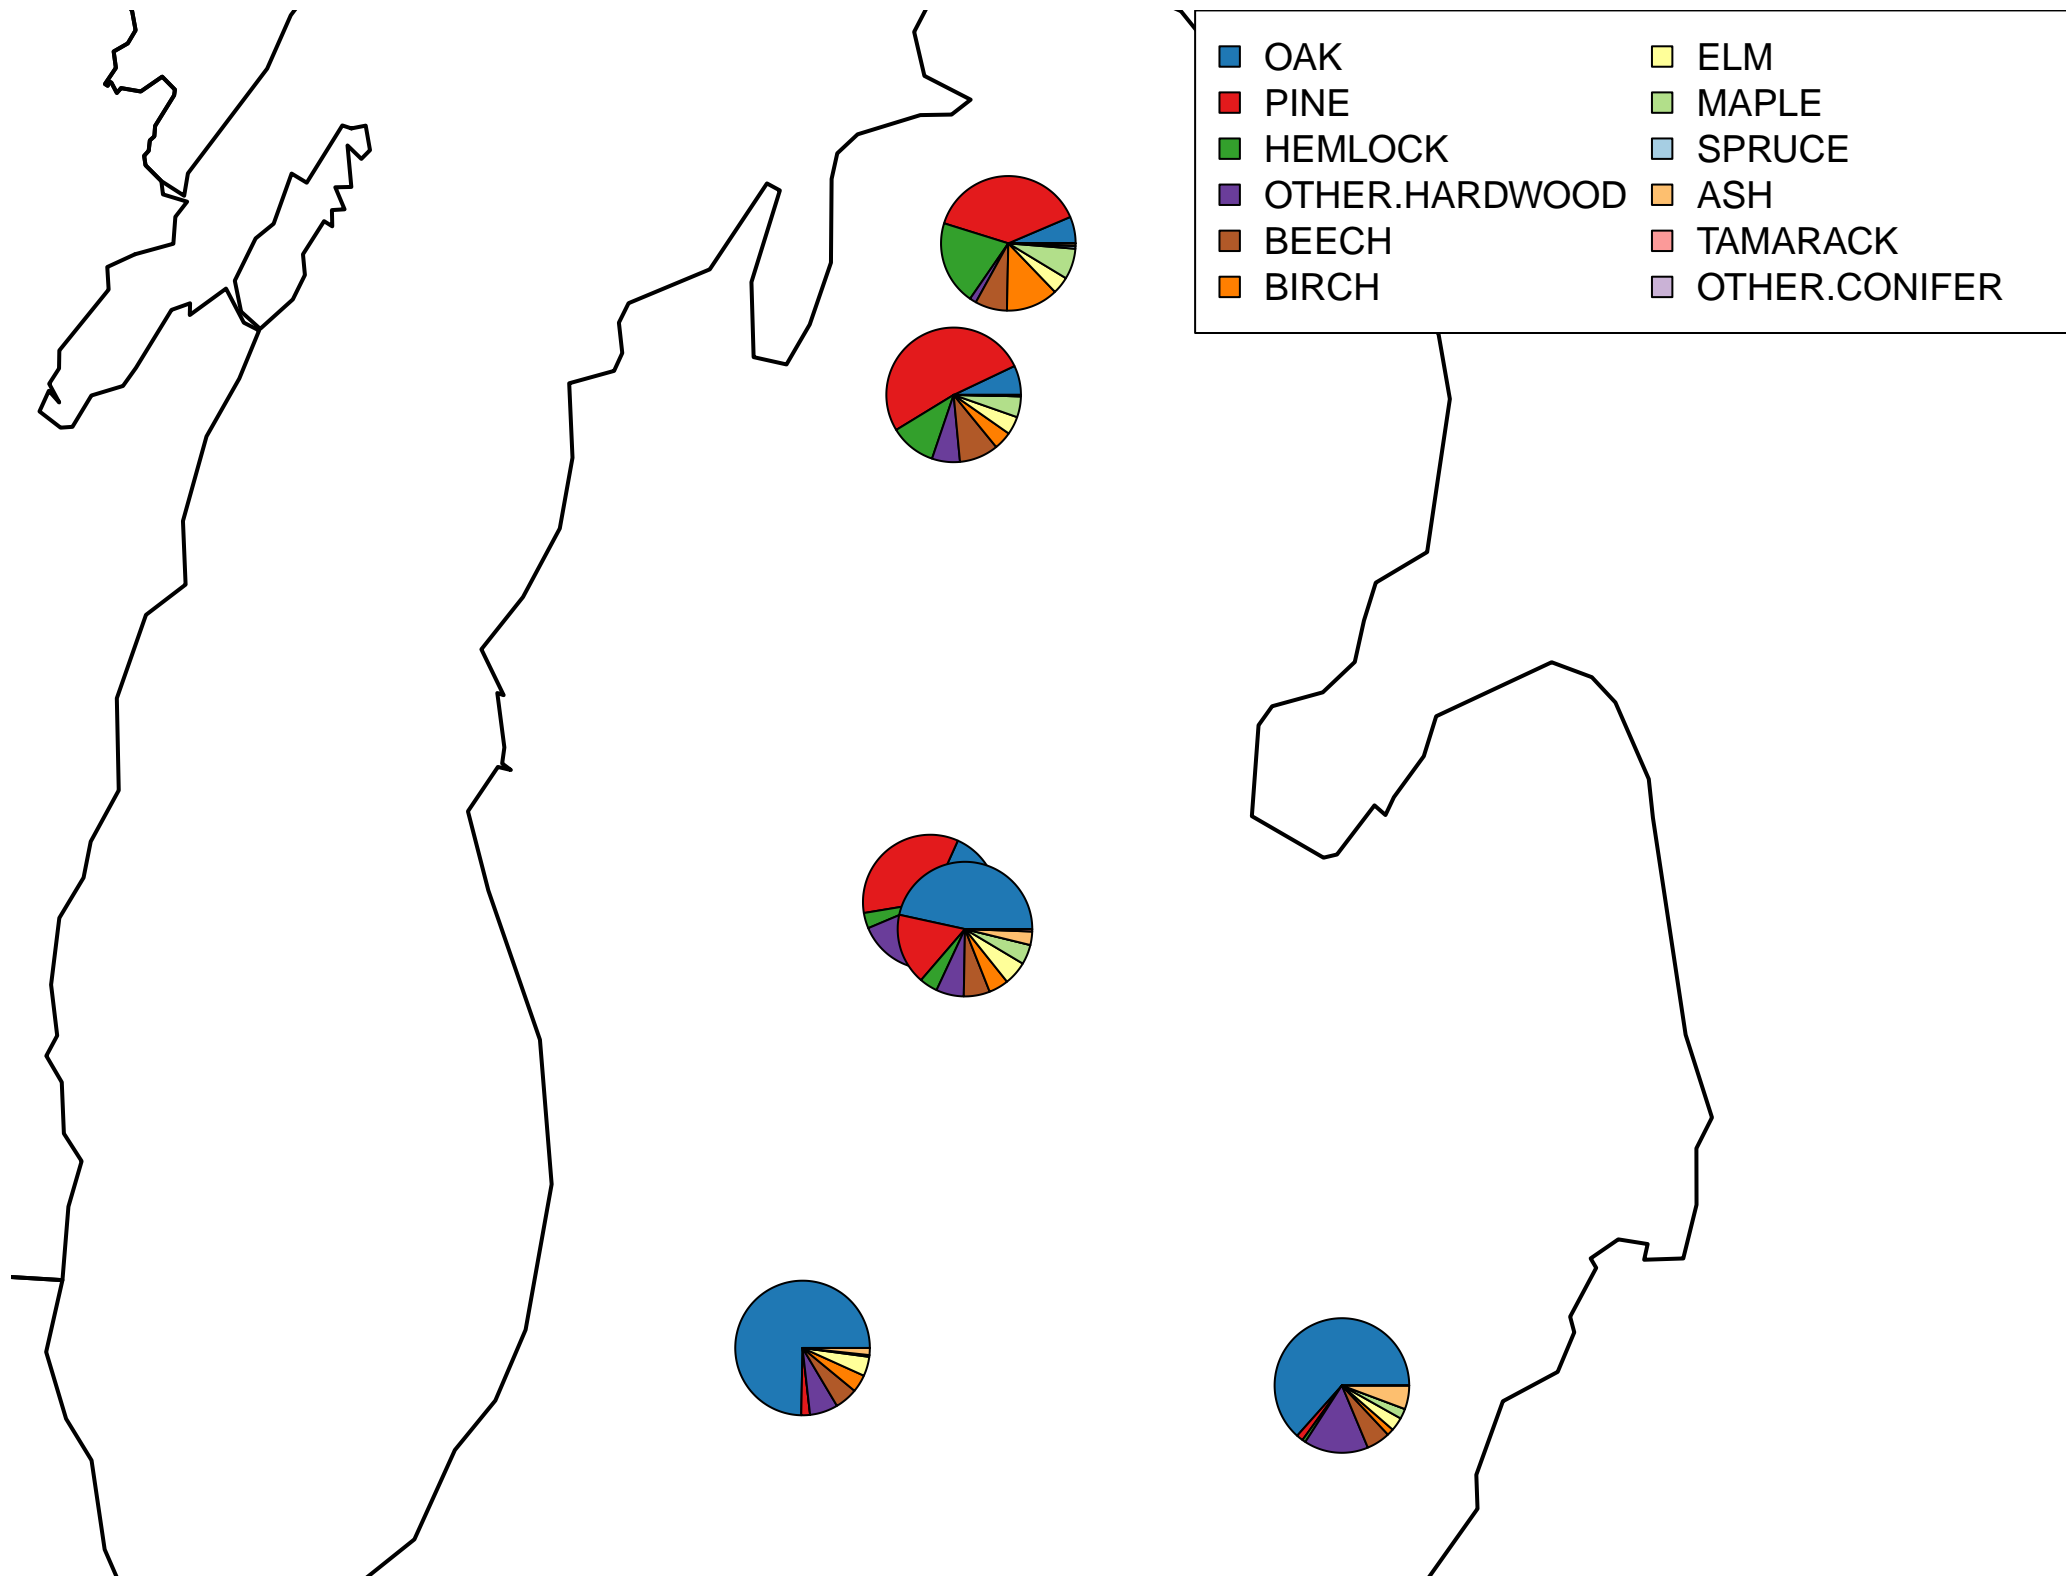 OAK
PINE
HEMLOCK
OTHER.HARDWOOD
BEECH
BIRCH
ELM
MAPLE
SPRUCE
ASH
TAMARACK
OTHER.CONIFER